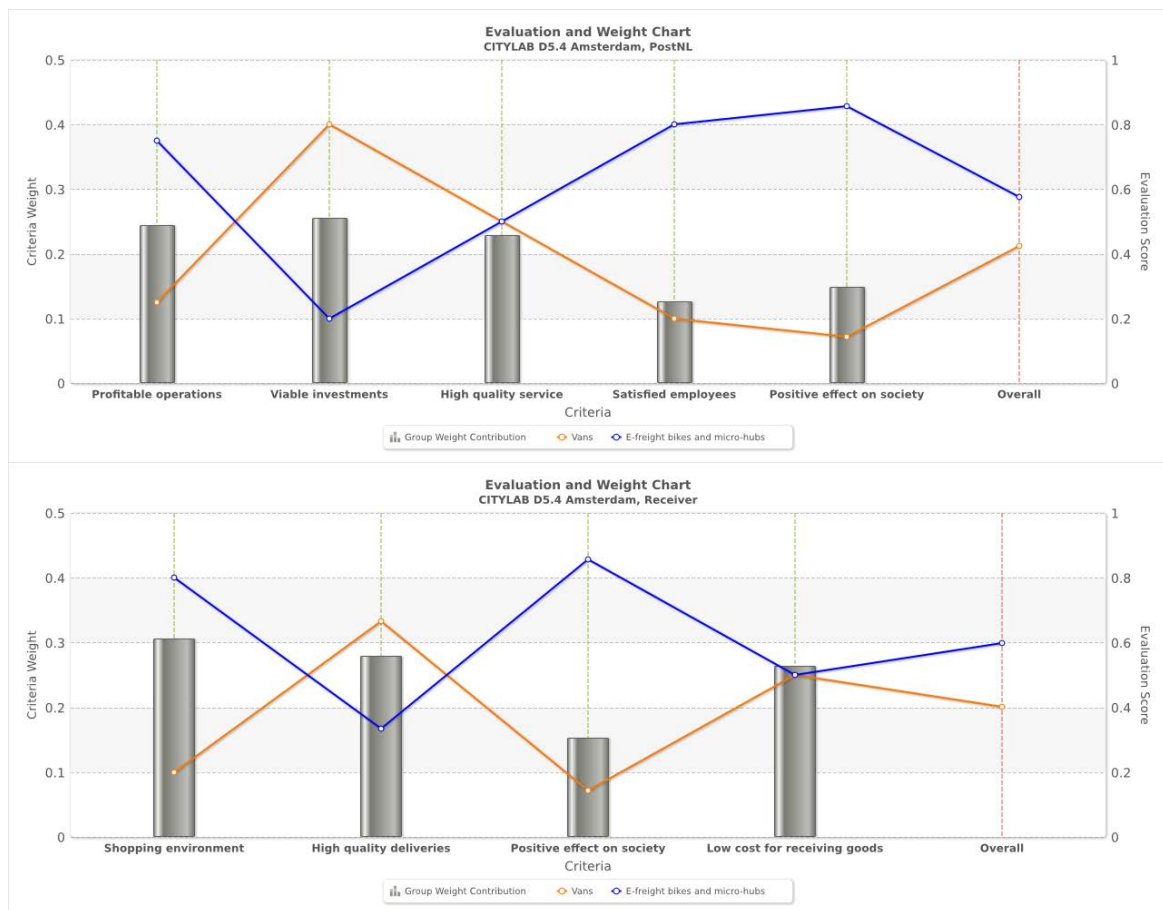 Evaluation and Weight Chart
CITYLAB D5.4 Amsterdam, PostNL
0.5 1
0.4 0.8
0.3 0.6
0.2 0.4
0.1 0.2
0 0
Criteria Weight
Evaluation Score
Profitable operations Viable investments High quality service Satisfied employees Positive effect on society Overall
Criteria
Group Weight Contribution Vans E-freight bikes and micro-hubs
Evaluation and Weight Chart
CITYLAB D5.4 Amsterdam, Receiver
0.5 1
0.4 0.8
0.3 0.6
0.2 0.4
0.1 0.2
0 0
Criteria Weight
Evaluation Score
Shopping environment High quality deliveries Positive effect on society Low cost for receiving goods Overall
Criteria
Group Weight Contribution Vans E-freight bikes and micro-hubs